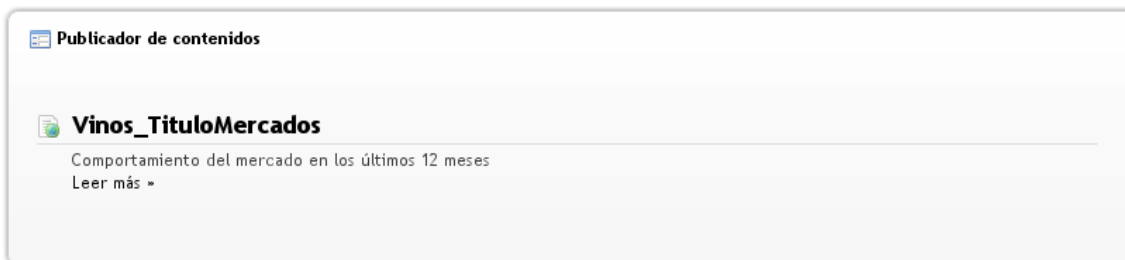 Publicador de contenidos
Vinos_TituloMercados
Comportamiento del mercado en los últimos 12 meses
Leer más »